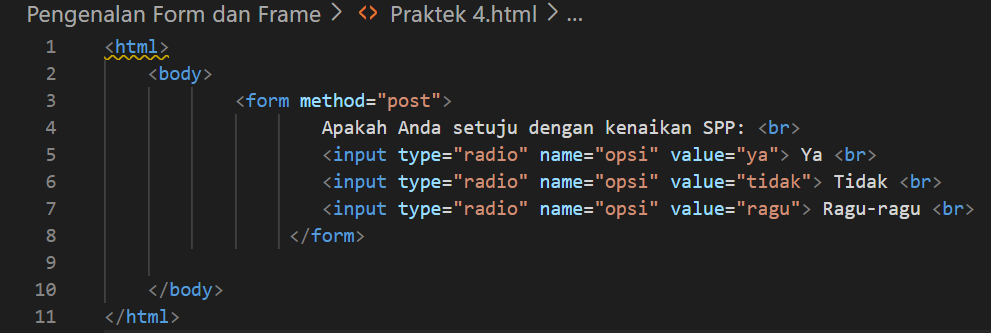 Pengenalan Form dan Frame > <> Praktek 4.html > ...
1 <html>
2 <body>
3 <form method="post">
4 Apakah Anda setuju dengan kenaikan SPP: <br>
5 <input type="radio" name="opsi" value="ya"> Ya <br>
6 <input type="radio" name="opsi" value="tidak"> Tidak <br>
7 <input type="radio" name="opsi" value="ragu"> Ragu-ragu <br>
8 </form>
9
10 </body>
11 </html>